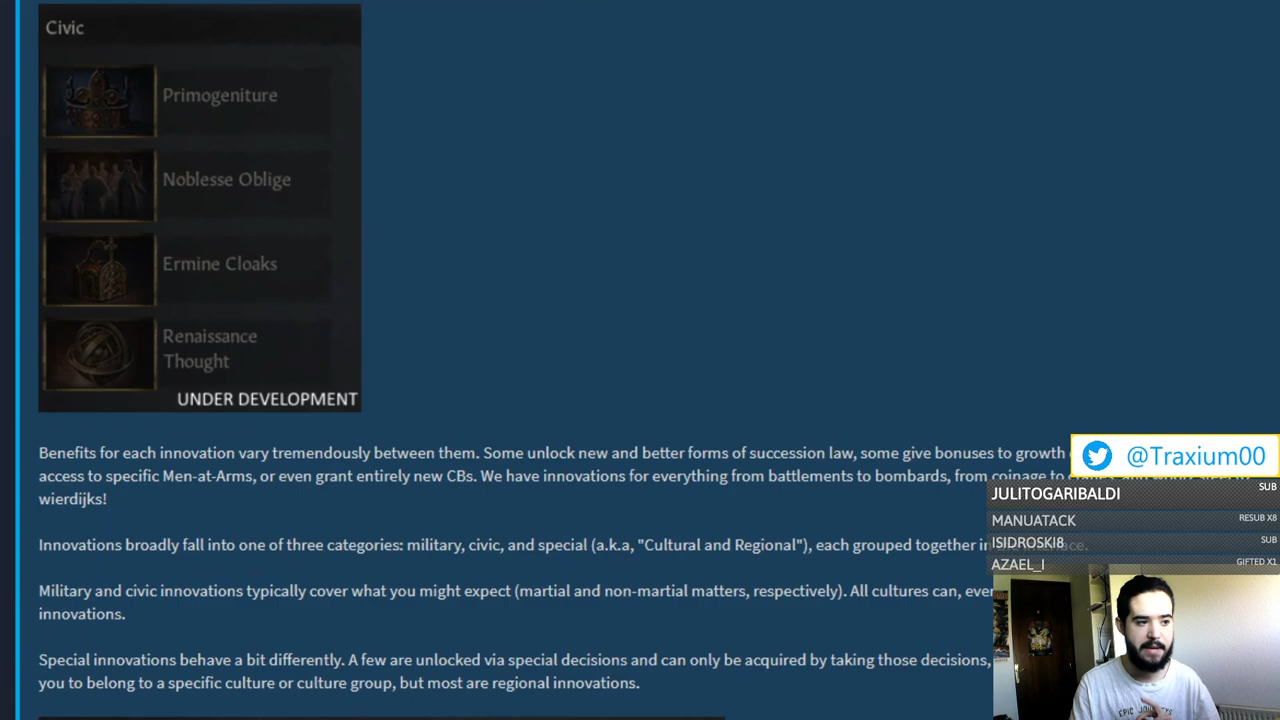 Civic
Primogeniture
Noblesse Oblige
Ermine Cloaks
Renaissance
Thought
UNDER DEVELOPMENT
Benefits for each innovation vary tremendously between them. Some unlock new and better forms of succession law, some give bonuses to growth
access to specific Men-at-Arms, or even grant entirely new CBs. We have innovations for everything from battlements to bombards, from coinage to
wierdijks!
Innovations broadly fall into one of three categories: military, civic, and special (a.k.a, "Cultural and Regional"), each grouped together in
Military and civic innovations typically cover what you might expect (martial and non-martial matters, respectively). All cultures can,
innovations.
Special innovations behave a bit differently. A few are unlocked via special decisions and can only be acquired by taking those decisions,
you to belong to a specific culture or culture group, but most are regional innovations.
@Traxium00
JULITOGARIBALDI SUB
MANUATACK RESUB X8
ISIDROSKI8 SUB
AZAEL_I GIFTED X1